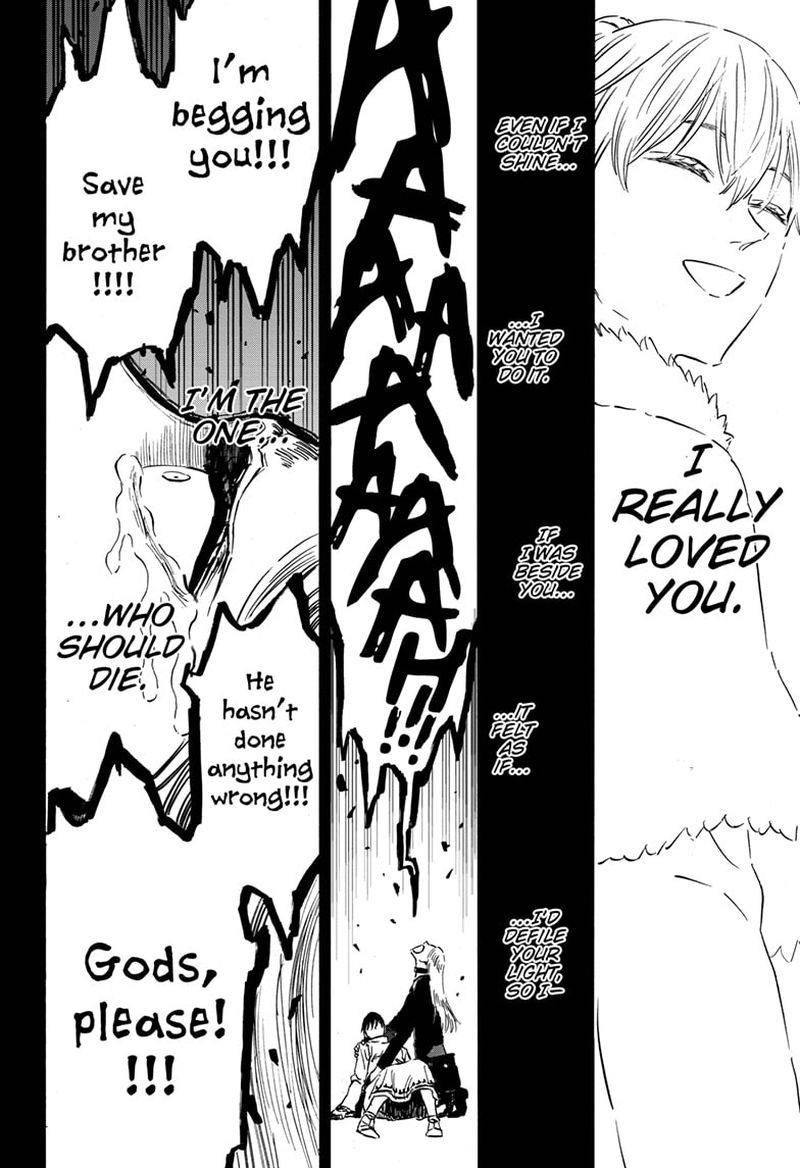 I
REALLY
LOVED
YOU.
EVEN IF I
COULDN'T
SHINE...
...I
WANTED
YOU TO
DO IT.
IF
I WAS
BESIDE
YOU...
...IT
FELT
AS
IF...
...I'D
DEFILE
YOUR
LIGHT,
SO I-
AAAAAAAAAAH!!!
I'm
begging
you!!!
Save
my
brother
!!!!
I'M THE
ONE...
...WHO
SHOULD
DIE.
He
hasn't
done
anything
wrong!!!
Gods,
please!
!!!